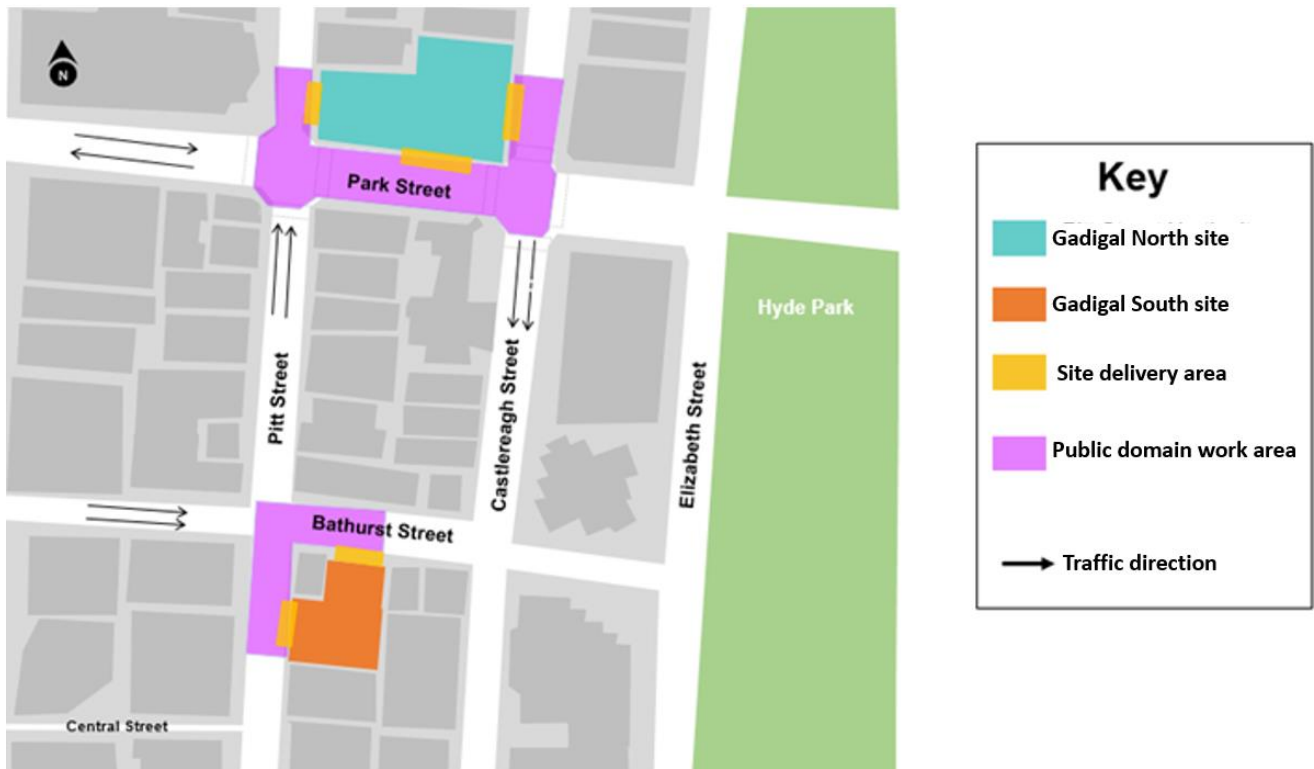 N
Park Street
Hyde Park
Pitt Street
Castlereagh Street
Elizabeth Street
Bathurst Street
Central Street
Key
Gadigal North site
Gadigal South site
Site delivery area
Public domain work area
Traffic direction